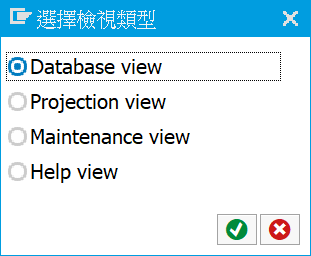 選擇檢視類型
Database view
Projection view
Maintenance view
Help view